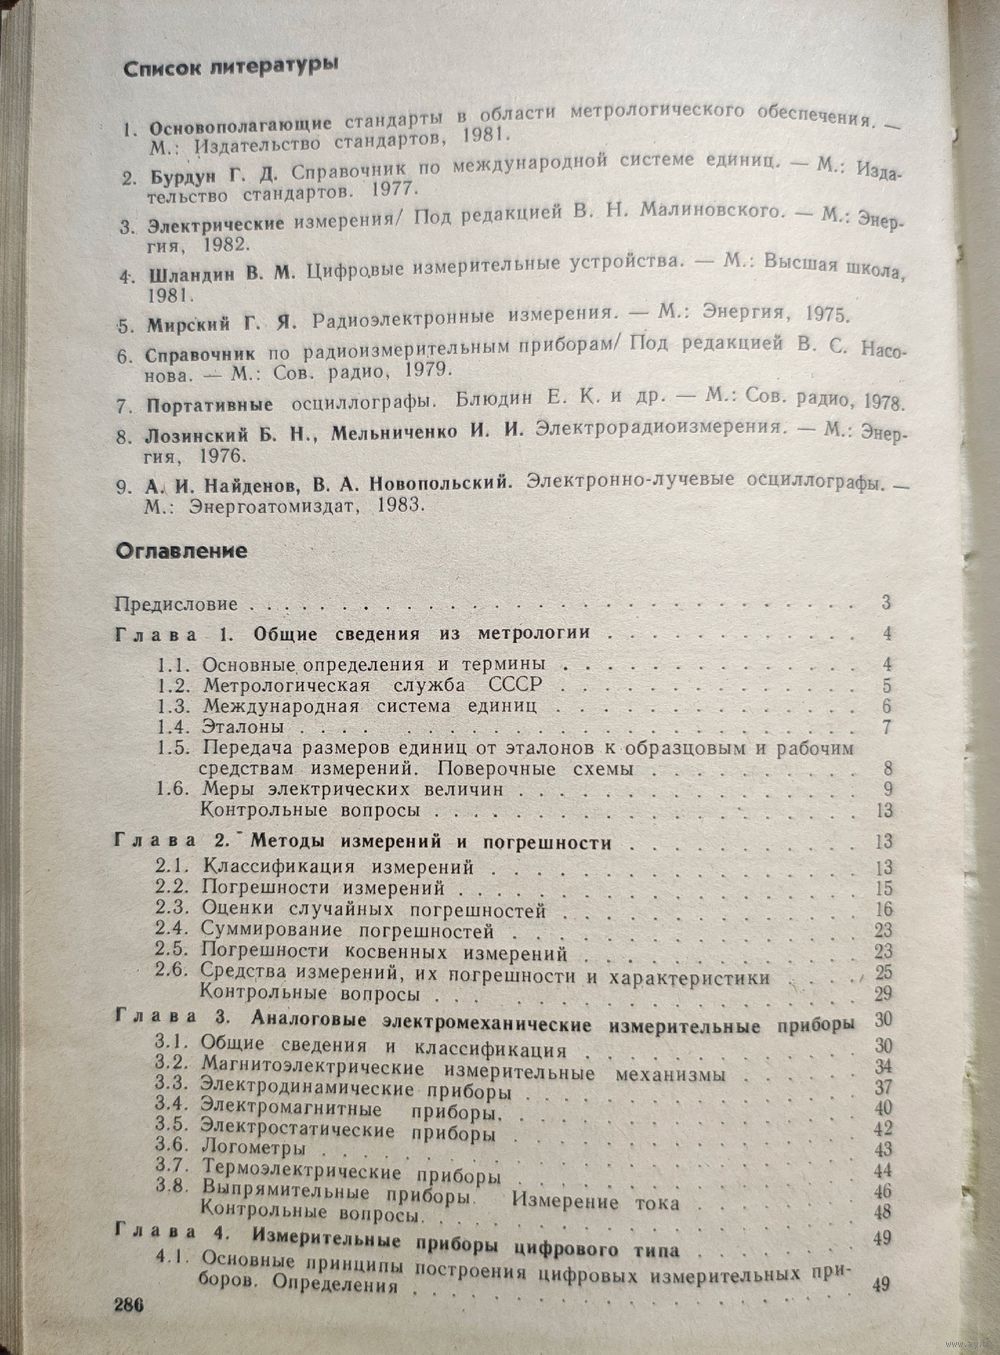 Список литературы
1. Основополагающие стандарты в области метрологического обеспечения. —
М.: Издательство стандартов, 1981.
2. Бурдун Г. Д. Справочник по международной системе единиц. — М.: Изда-
тельство стандартов. 1977.
3. Электрические измерения/ Под редакцией В. Н. Малиновского. — М.: Энер-
гия, 1982.
4. Шландин В. М. Цифровые измерительные устройства. — М.: Высшая школа,
1981.
5. Мирский Г. Я. Радиоэлектронные измерения. — М.: Энергия, 1975.
6. Справочник по радиоизмерительным приборам/ Под редакцией В. С. Насо-
нова. — М.: Сов. радио, 1979.
7. Портативные осциллографы. Блюдин Е. К. и др. — М.: Сов. радио, 1978.
8. Лозинский Б. Н., Мельниченко И. И. Электрорадиоизмерения. — М.: Энер-
гия, 1976.
9. А. И. Найденов, В. А. Новопольский. Электронно-лучевые осциллографы. —
М.: Энергоатомиздат, 1983.
Оглавление
Предисловие . . . . . . . . . . 3
Глава 1. Общие сведения из метрологии . . . . . . . . . . 4
1.1. Основные определения и термины . . . . . . . . . . 4
1.2. Метрологическая служба СССР . . . . . . . . . . 5
1.3. Международная система единиц . . . . . . . . . . 6
1.4. Эталоны . . . . . . . . . . 7
1.5. Передача размеров единиц от эталонов к образцовым и рабочим
средствам измерений. Поверочные схемы . . . . . . . . . . 8
1.6. Меры электрических величин . . . . . . . . . . 9
Контрольные вопросы . . . . . . . . . . 13
Глава 2. Методы измерений и погрешности . . . . . . . . . . 13
2.1. Классификация измерений . . . . . . . . . . 13
2.2. Погрешности измерений . . . . . . . . . . 15
2.3. Оценки случайных погрешностей . . . . . . . . . . 16
2.4. Суммирование погрешностей . . . . . . . . . . 23
2.5. Погрешности косвенных измерений . . . . . . . . . . 23
2.6. Средства измерений, их погрешности и характеристики . . . . 25
Контрольные вопросы . . . . . . . . . . 29
Глава 3. Аналоговые электромеханические измерительные приборы 30
3.1. Общие сведения и классификация . . . . . . . . . . 30
3.2. Магнитоэлектрические измерительные механизмы . . . . . . 34
3.3. Электродинамические приборы . . . . . . . . . . 37
3.4. Электромагнитные приборы. . . . . . . . . . . 40
3.5. Электростатические приборы . . . . . . . . . . 42
3.6. Логометры . . . . . . . . . . 43
3.7. Термоэлектрические приборы . . . . . . . . . . 44
3.8. Выпрямительные приборы. Измерение тока . . . . . . . 46
Контрольные вопросы. . . . . . . . . . . 48
Глава 4. Измерительные приборы цифрового типа . . . . . . . 49
4.1. Основные принципы построения цифровых измерительных при-
боров. Определения . . . . . . . . . . 49
286